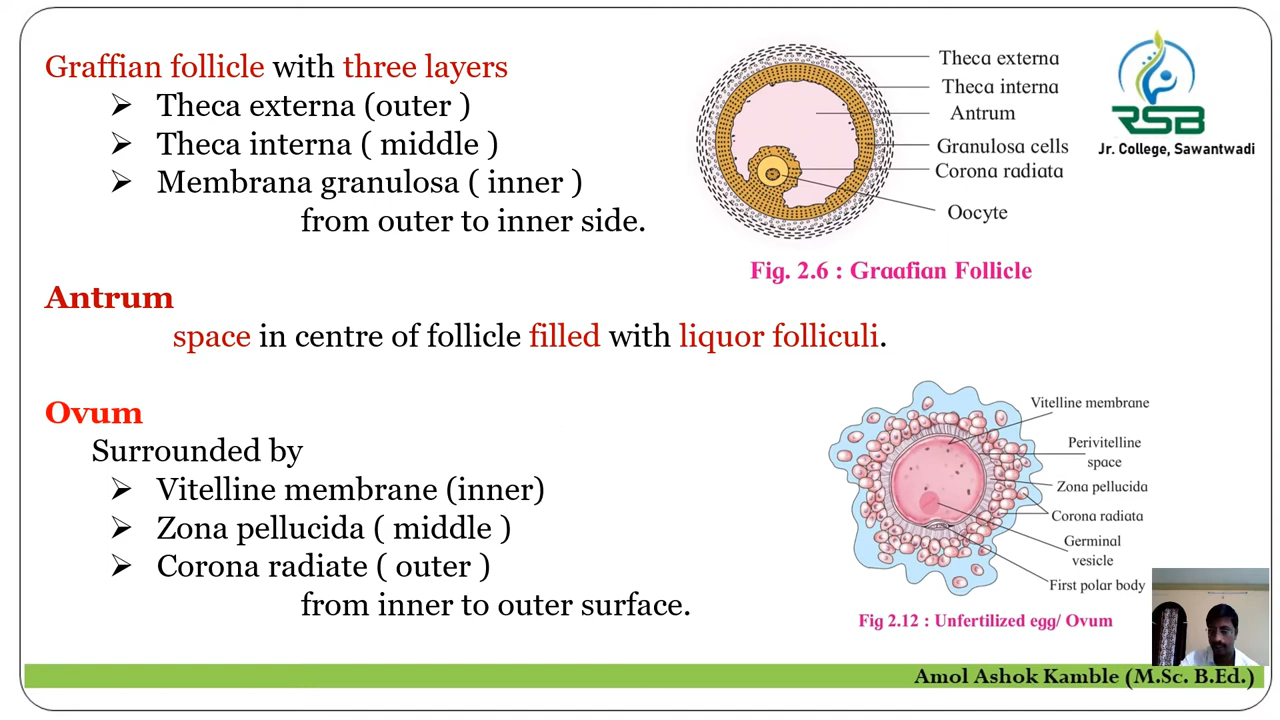 Graffian follicle with three layers
➢ Theca externa (outer )
➢ Theca interna ( middle )
➢ Membrana granulosa ( inner )
from outer to inner side.
Antrum
space in centre of follicle filled with liquor folliculi.
Ovum
Surrounded by
➢ Vitelline membrane (inner)
➢ Zona pellucida ( middle )
➢ Corona radiate ( outer )
from inner to outer surface.
Theca externa
Theca interna
Antrum
Granulosa cells
Corona radiata
Oocyte
Fig. 2.6 : Graafian Follicle
RSB
Jr. College, Sawantwadi
Vitelline membrane
Perivitelline
space
Zona pellucida
Corona radiata
Germinal
vesicle
First polar body
Fig 2.12 : Unfertilized egg/ Ovum
Amol Ashok Kamble (M.Sc. B.Ed.)